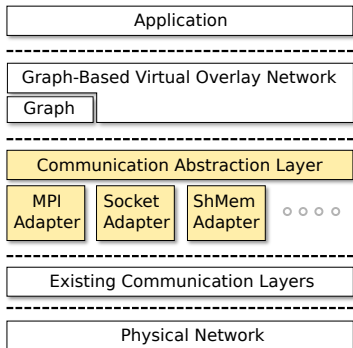 Application
Graph-Based Virtual Overlay Network
Graph
Communication Abstraction Layer
MPI
Adapter
Socket
Adapter
ShMem
Adapter
Existing Communication Layers
Physical Network